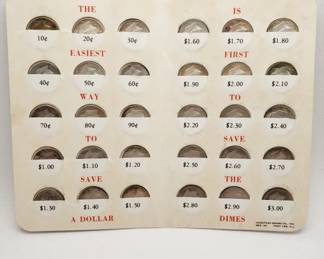 THE
10¢ 20¢ 30¢
EASIEST
40¢ 50¢ 60¢
WAY
70¢ 80¢ 90¢
TO
$1.00 $1.10 $1.20
SAVE
$1.30 $1.40 $1.50
A DOLLAR
IS
$1.60 $1.70 $1.80
FIRST
$1.90 $2.00 $2.10
TO
$2.20 $2.30 $2.40
SAVE
$2.50 $2.60 $2.70
THE
$2.80 $2.90 $3.00
DIMES